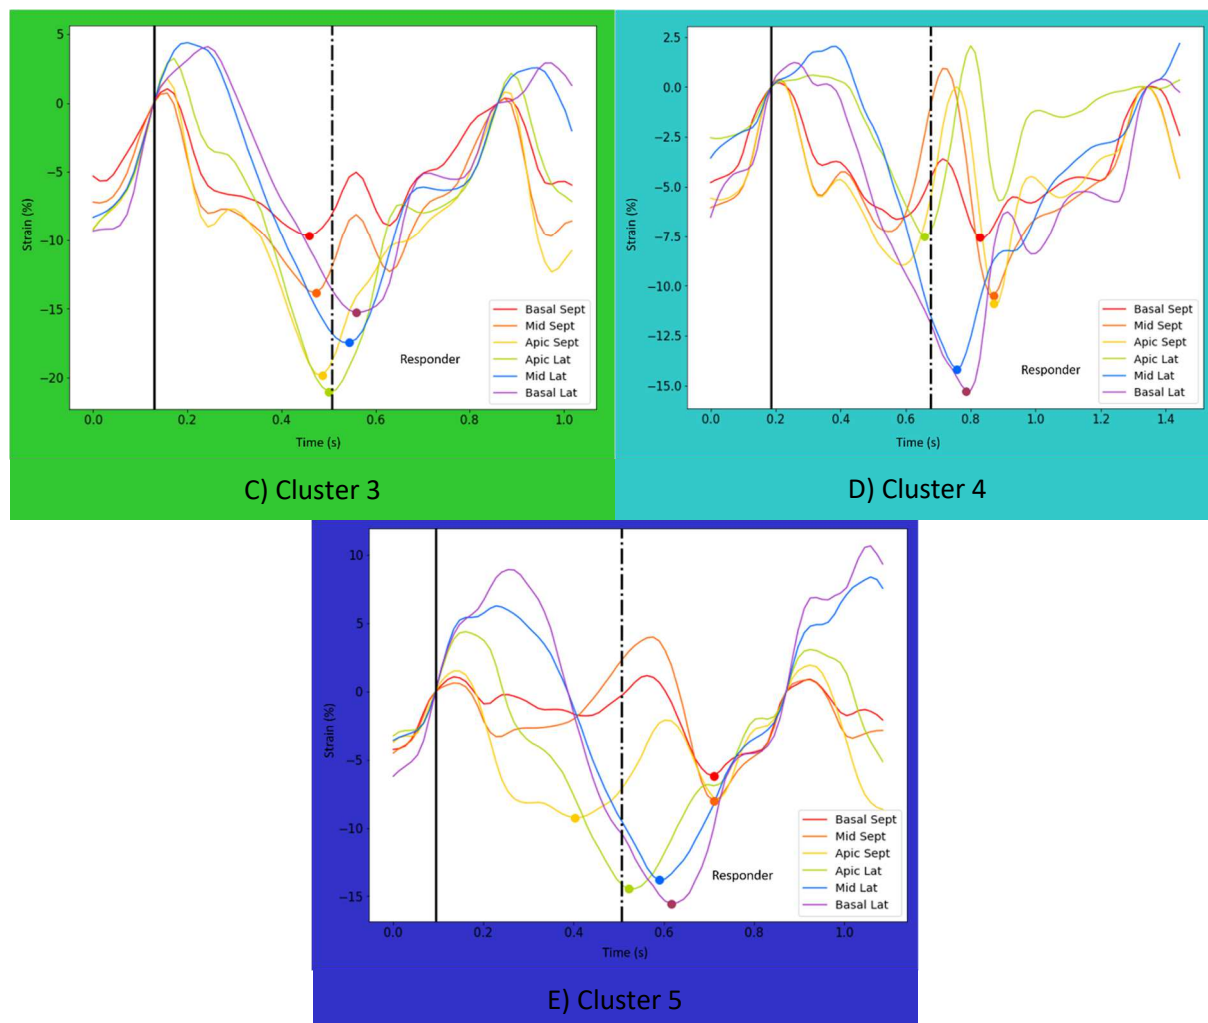 5
0
−5
−10
−15
−20
Strain (%)
0.0 0.2 0.4 0.6 0.8 1.0
Time (s)
Responder
Basal Sept
Mid Sept
Apic Sept
Apic Lat
Mid Lat
Basal Lat
C) Cluster 3
2.5
0.0
−2.5
−5.0
−7.5
−10.0
−12.5
−15.0
Strain (%)
0.0 0.2 0.4 0.6 0.8 1.0 1.2 1.4
Time (s)
Responder
Basal Sept
Mid Sept
Apic Sept
Apic Lat
Mid Lat
Basal Lat
D) Cluster 4
10
5
0
−5
−10
−15
Strain (%)
0.0 0.2 0.4 0.6 0.8 1.0
Time (s)
Responder
Basal Sept
Mid Sept
Apic Sept
Apic Lat
Mid Lat
Basal Lat
E) Cluster 5